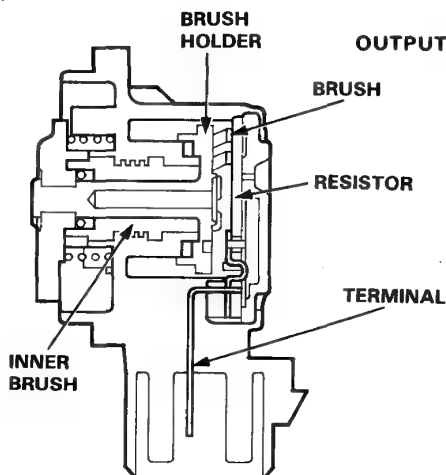 BRUSH
HOLDER
OUTPUT
BRUSH
RESISTOR
TERMINAL
INNER
BRUSH